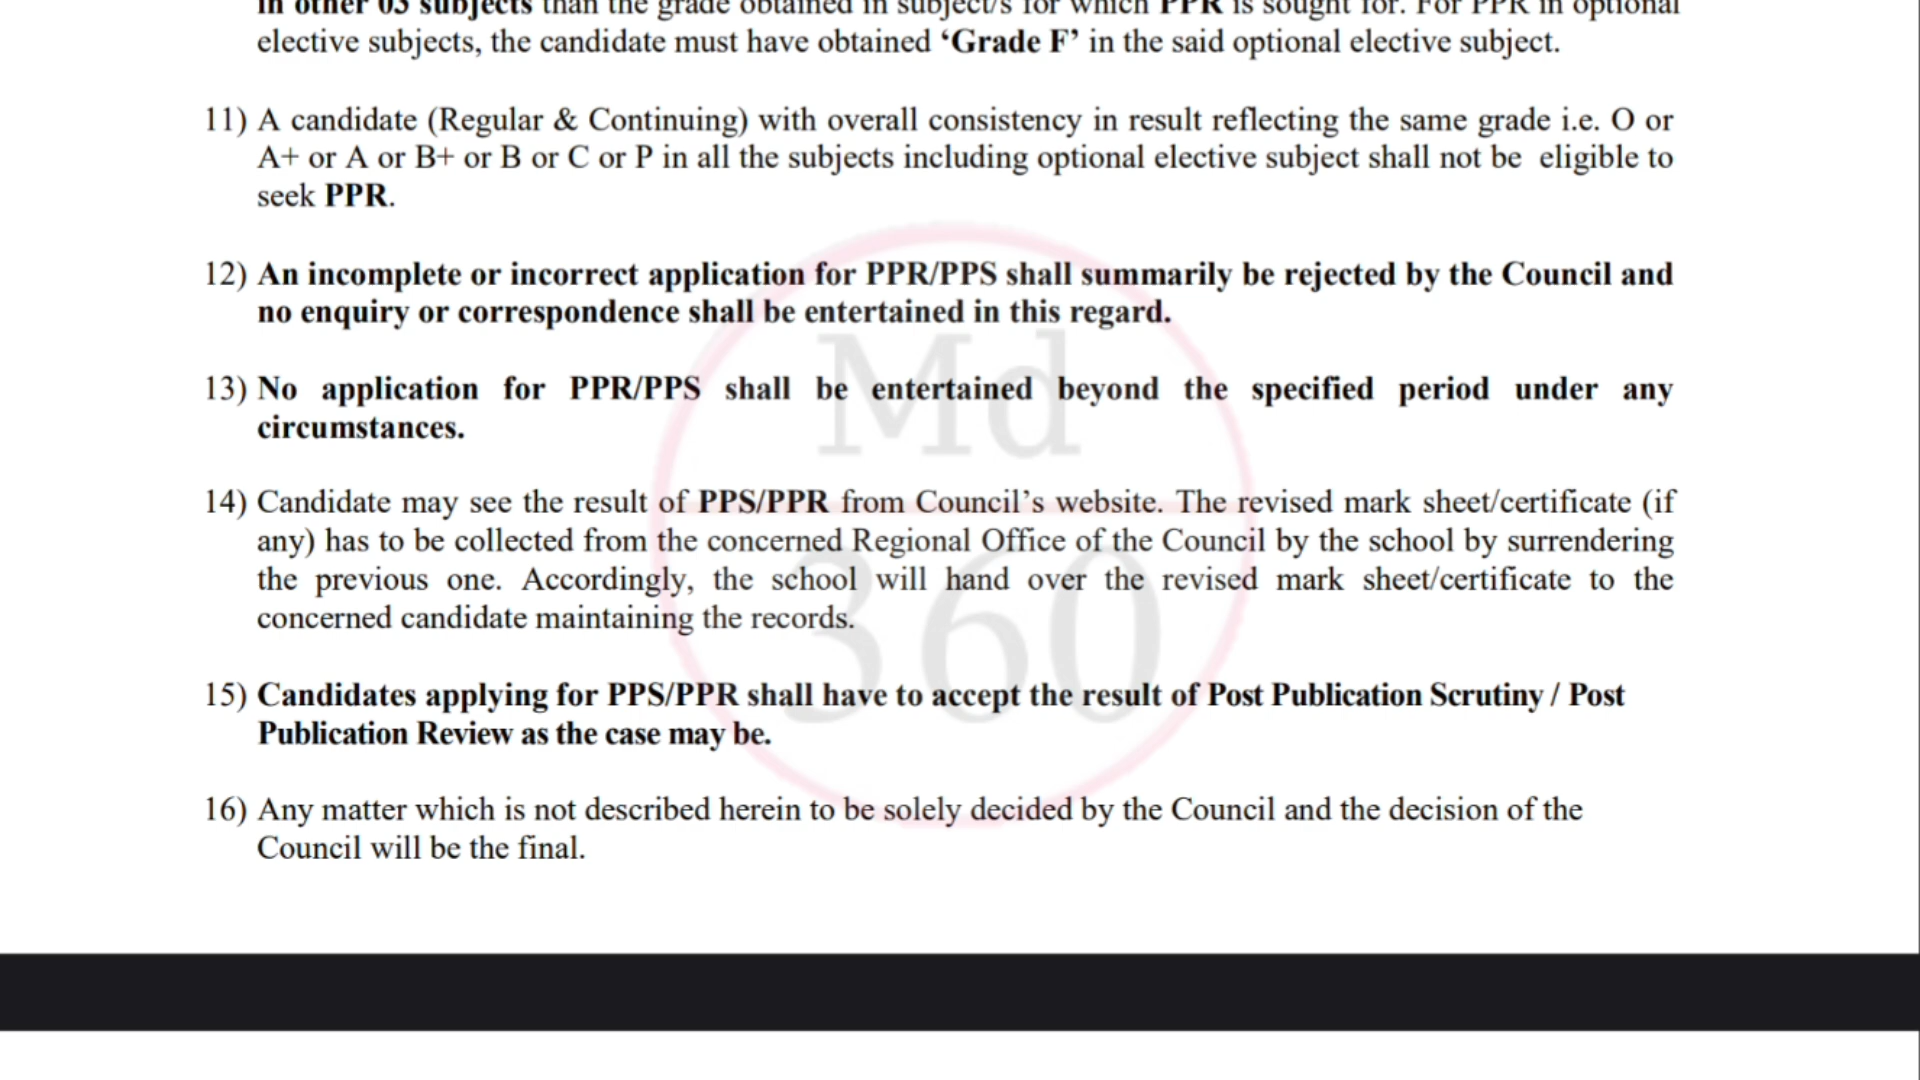 in other 03 subjects than the grade obtained in subject/s for which PPR is sought for. For PPR in optional
elective subjects, the candidate must have obtained ‘Grade F’ in the said optional elective subject.
11) A candidate (Regular & Continuing) with overall consistency in result reflecting the same grade i.e. O or
A+ or A or B+ or B or C or P in all the subjects including optional elective subject shall not be eligible to
seek PPR.
12) An incomplete or incorrect application for PPR/PPS shall summarily be rejected by the Council and
no enquiry or correspondence shall be entertained in this regard.
13) No application for PPR/PPS shall be entertained beyond the specified period under any
circumstances.
14) Candidate may see the result of PPS/PPR from Council’s website. The revised mark sheet/certificate (if
any) has to be collected from the concerned Regional Office of the Council by the school by surrendering
the previous one. Accordingly, the school will hand over the revised mark sheet/certificate to the
concerned candidate maintaining the records.
15) Candidates applying for PPS/PPR shall have to accept the result of Post Publication Scrutiny / Post
Publication Review as the case may be.
16) Any matter which is not described herein to be solely decided by the Council and the decision of the
Council will be the final.
Md
360